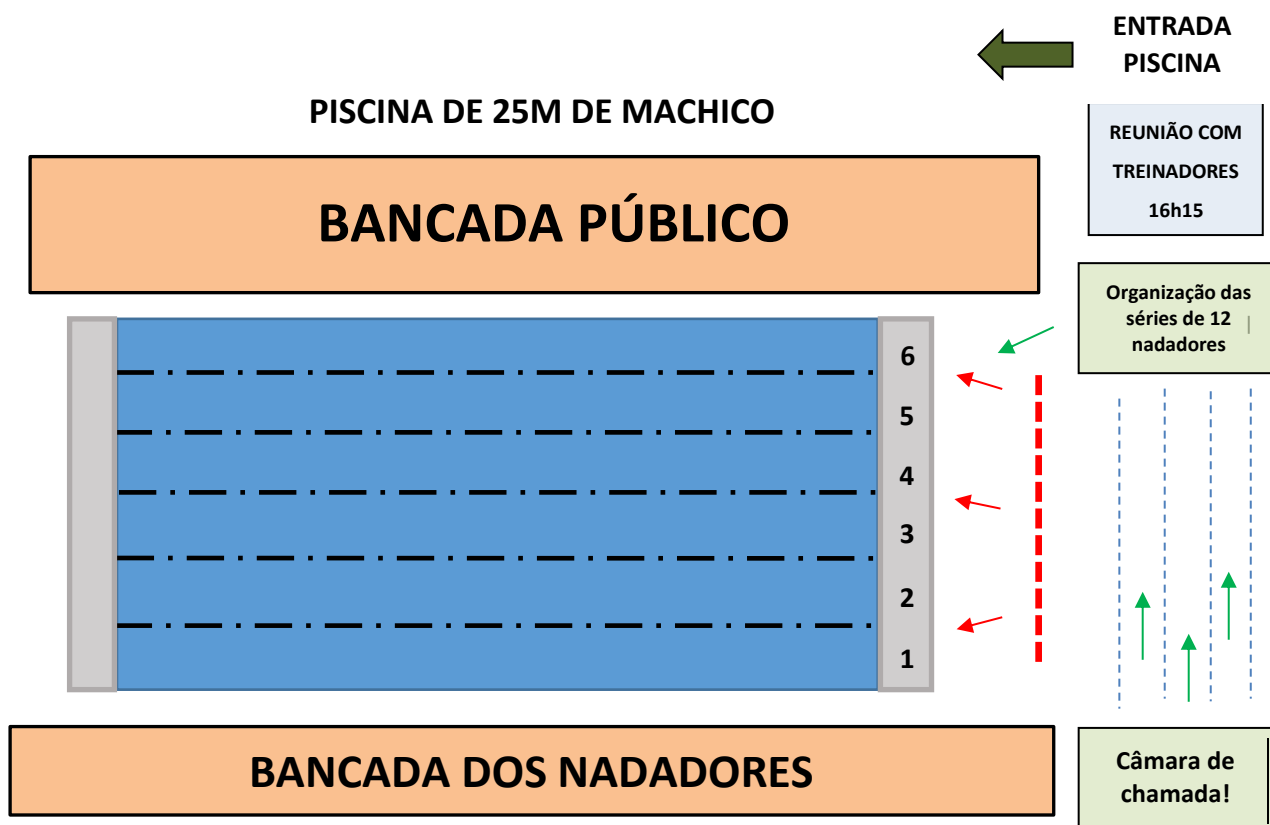 ENTRADA
PISCINA
PISCINA DE 25M DE MACHICO
REUNIÃO COM
TREINADORES
16h15
BANCADA PÚBLICO
Organização das
séries de 12
nadadores
6
5
4
3
2
1
BANCADA DOS NADADORES
Câmara de
chamada!